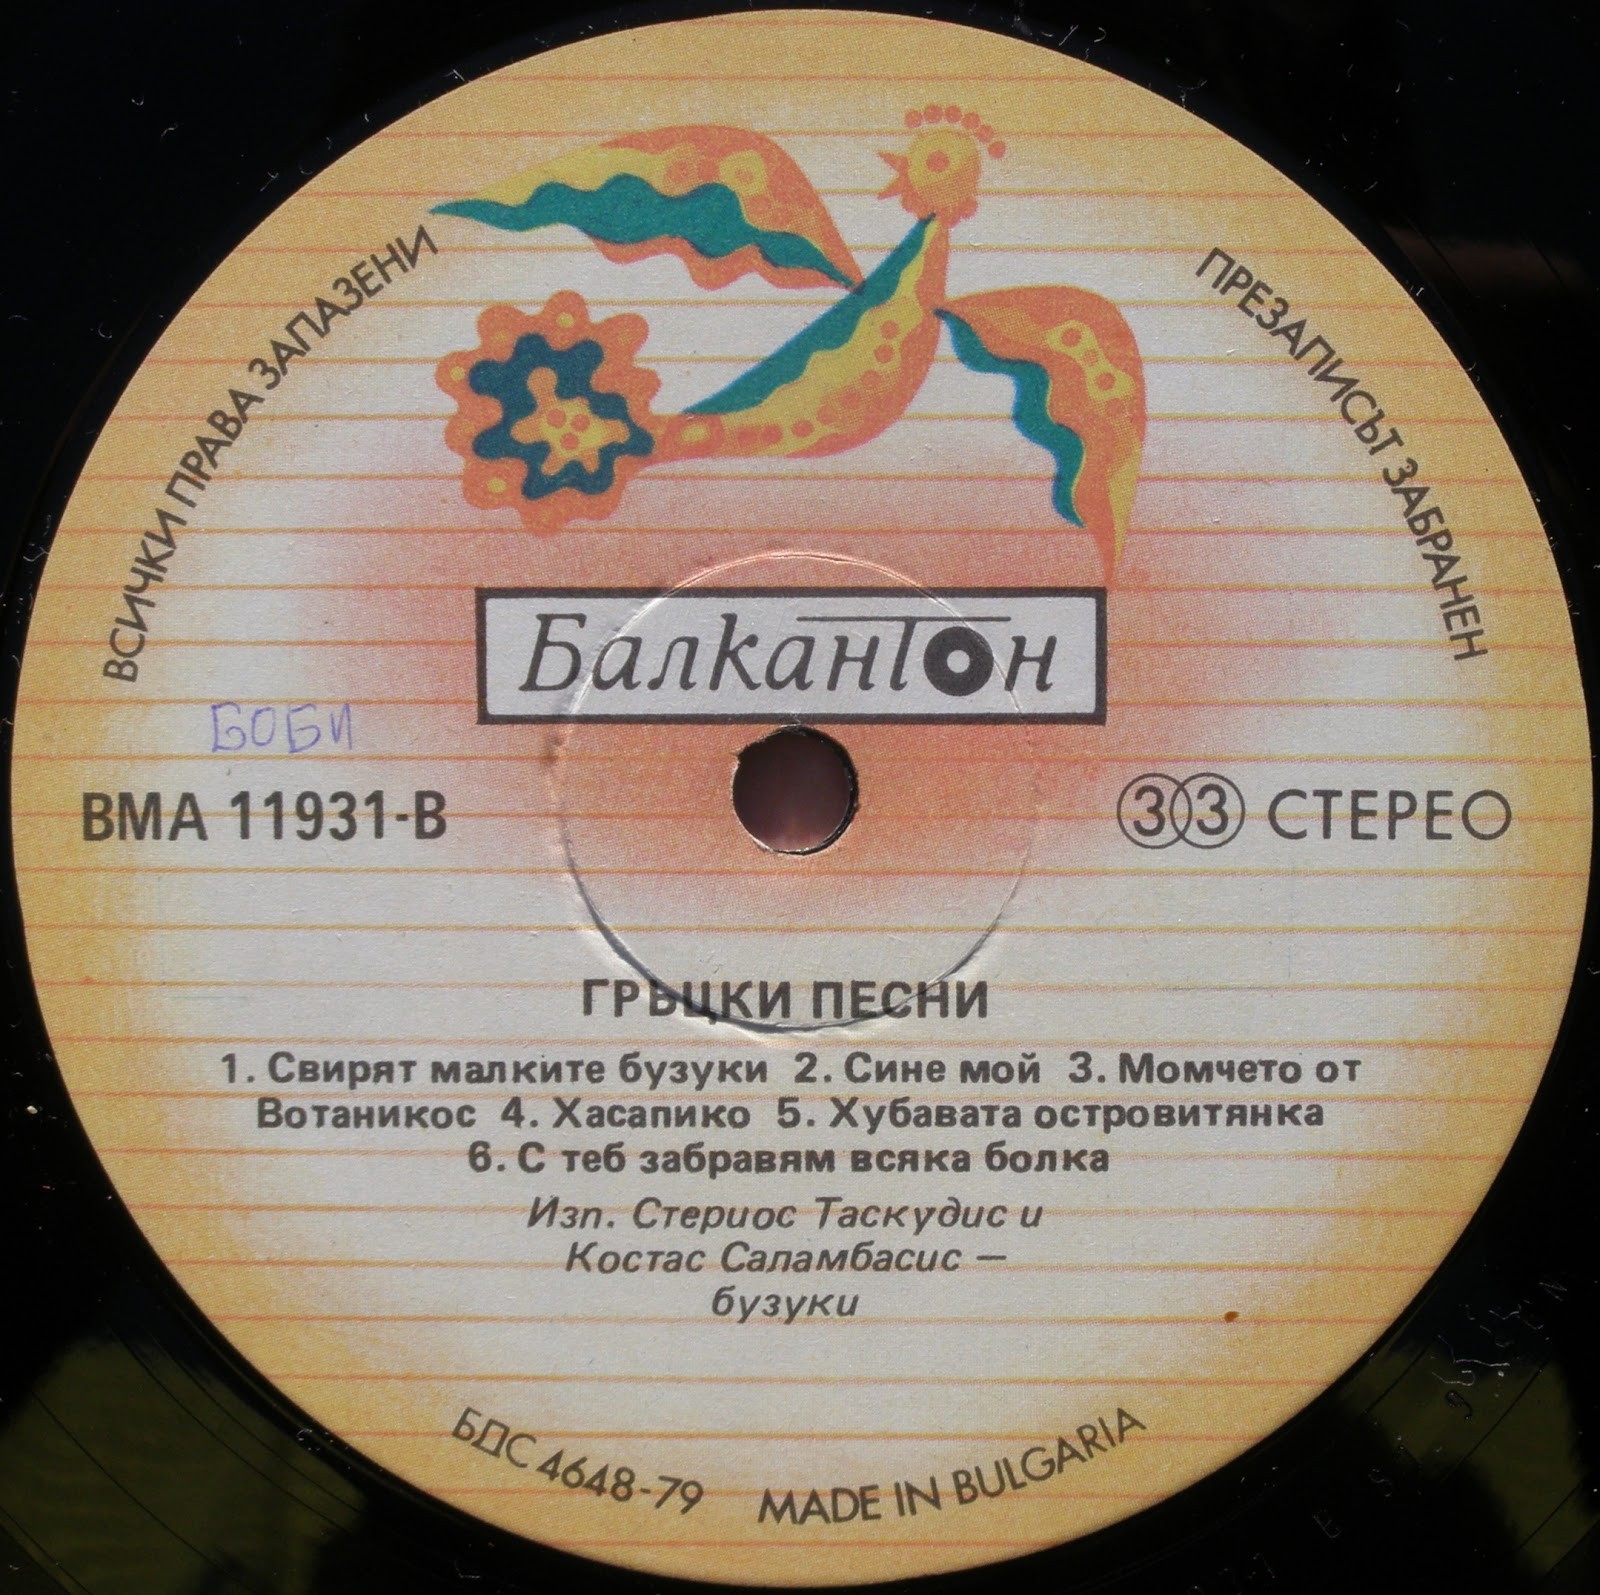 ВСИЧКИ ПРАВА ЗАПАЗЕНИ
ПРЕЗАПИСЪТ ЗАБРАНЕН
Балкантон
БОБИ
ВМА 11931-В
33 СТЕРЕО
ГРЪЦКИ ПЕСНИ
1. Свирят малките бузуки 2. Сине мой 3. Момчето от
Вотаникос 4. Хасапико 5. Хубавата островитянка
6. С теб забравям всяка болка
Изп. Стериос Таскудис и
Костас Саламбасис —
бузуки
БДС 4648-79 MADE IN BULGARIA